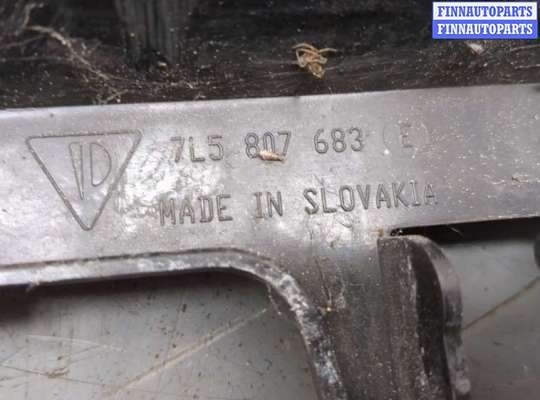 FINNAUTOPARTS
FINNAUTOPARTS
7L5 807 683 (E)
MADE IN SLOVAKIA